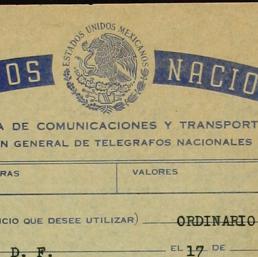 ESTADOS UNIDOS MEXICANOS
OS NACIO
A DE COMUNICACIONES Y TRANSPORT
N GENERAL DE TELEGRAFOS NACIONALES
RAS VALORES
ICIO QUE DESEE UTILIZAR) ORDINARIO
D. F. EL 17 DE